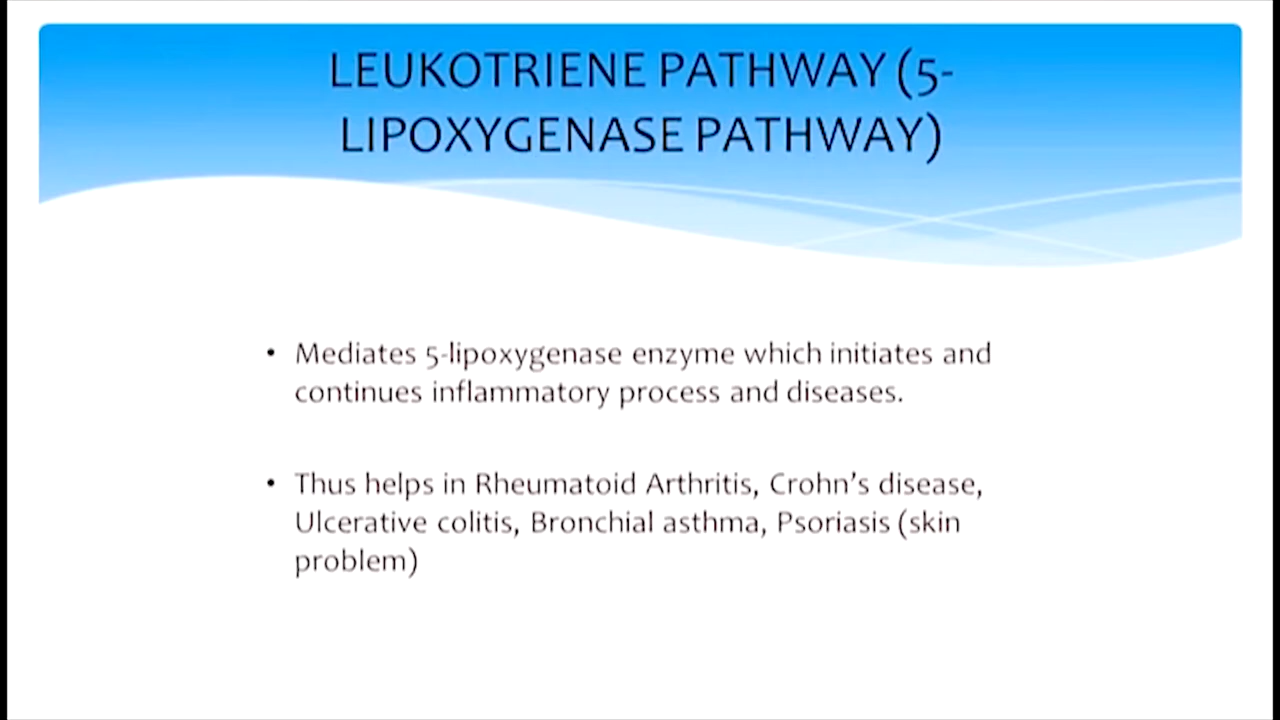 LEUKOTRIENE PATHWAY (5-
LIPOXYGENASE PATHWAY)
• Mediates 5-lipoxygenase enzyme which initiates and
continues inflammatory process and diseases.
• Thus helps in Rheumatoid Arthritis, Crohn's disease,
Ulcerative colitis, Bronchial asthma, Psoriasis (skin
problem)